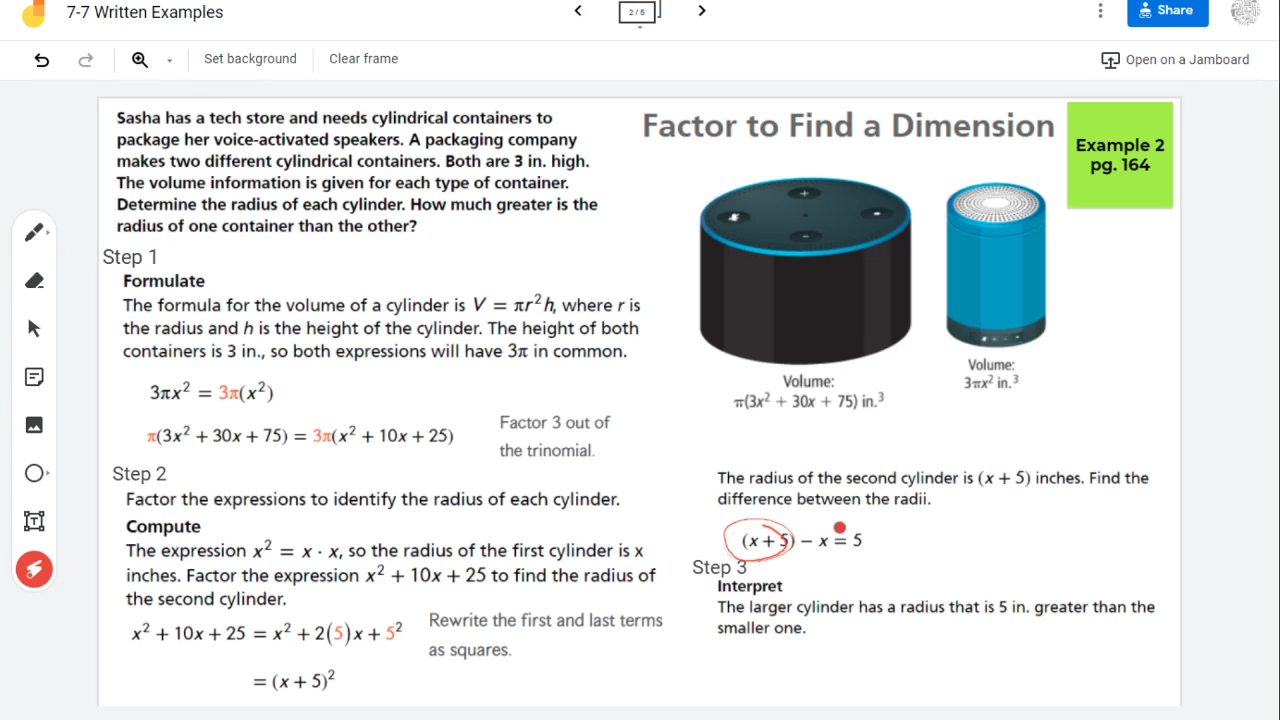 7-7 Written Examples
2 / 5
Share
Set background
Clear frame
Open on a Jamboard
Sasha has a tech store and needs cylindrical containers to
package her voice-activated speakers. A packaging company
makes two different cylindrical containers. Both are 3 in. high.
The volume information is given for each type of container.
Determine the radius of each cylinder. How much greater is the
radius of one container than the other?
Factor to Find a Dimension
Example 2
pg. 164
Step 1
Formulate
The formula for the volume of a cylinder is V = πr²h, where r is
the radius and h is the height of the cylinder. The height of both
containers is 3 in., so both expressions will have 3π in common.
3πx² = 3π(x²)
π(3x² + 30x + 75) = 3π(x² + 10x + 25)
Factor 3 out of
the trinomial.
Step 2
Factor the expressions to identify the radius of each cylinder.
Compute
The expression x² = x · x, so the radius of the first cylinder is x
inches. Factor the expression x² + 10x + 25 to find the radius of
the second cylinder.
x² + 10x + 25 = x² + 2(5)x + 5²
Rewrite the first and last terms
as squares.
= (x + 5)²
Volume:
π(3x² + 30x + 75) in.³
Volume:
3πx² in.³
The radius of the second cylinder is (x + 5) inches. Find the
difference between the radii.
(x + 5) − x = 5
Step 3
Interpret
The larger cylinder has a radius that is 5 in. greater than the
smaller one.